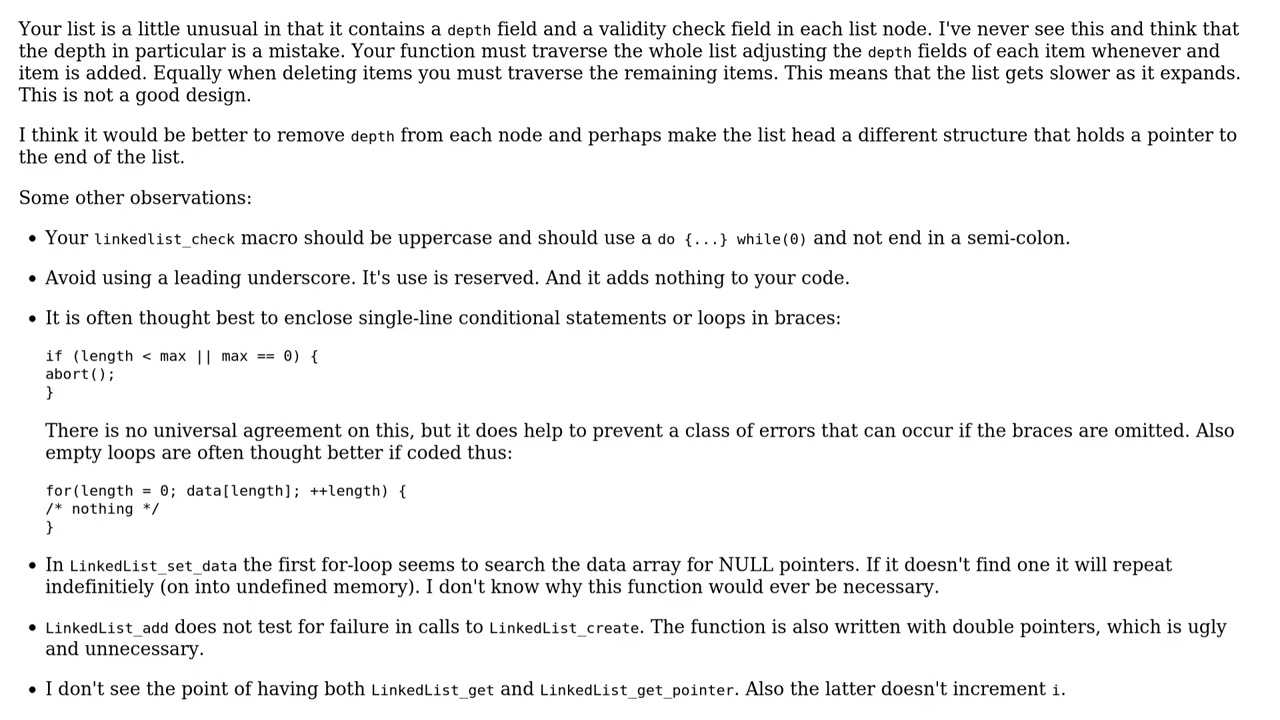 Your list is a little unusual in that it contains a depth field and a validity check field in each list node. I've never see this and think that
the depth in particular is a mistake. Your function must traverse the whole list adjusting the depth fields of each item whenever and
item is added. Equally when deleting items you must traverse the remaining items. This means that the list gets slower as it expands.
This is not a good design.
I think it would be better to remove depth from each node and perhaps make the list head a different structure that holds a pointer to
the end of the list.
Some other observations:
• Your linkedlist_check macro should be uppercase and should use a do {...} while(0) and not end in a semi-colon.
• Avoid using a leading underscore. It's use is reserved. And it adds nothing to your code.
• It is often thought best to enclose single-line conditional statements or loops in braces:
if (length < max || max == 0) {
abort();
}
There is no universal agreement on this, but it does help to prevent a class of errors that can occur if the braces are omitted. Also
empty loops are often thought better if coded thus:
for(length = 0; data[length]; ++length) {
/* nothing */
}
• In LinkedList_set_data the first for-loop seems to search the data array for NULL pointers. If it doesn't find one it will repeat
indefinitiely (on into undefined memory). I don't know why this function would ever be necessary.
• LinkedList_add does not test for failure in calls to LinkedList_create. The function is also written with double pointers, which is ugly
and unnecessary.
• I don't see the point of having both LinkedList_get and LinkedList_get_pointer. Also the latter doesn't increment i.